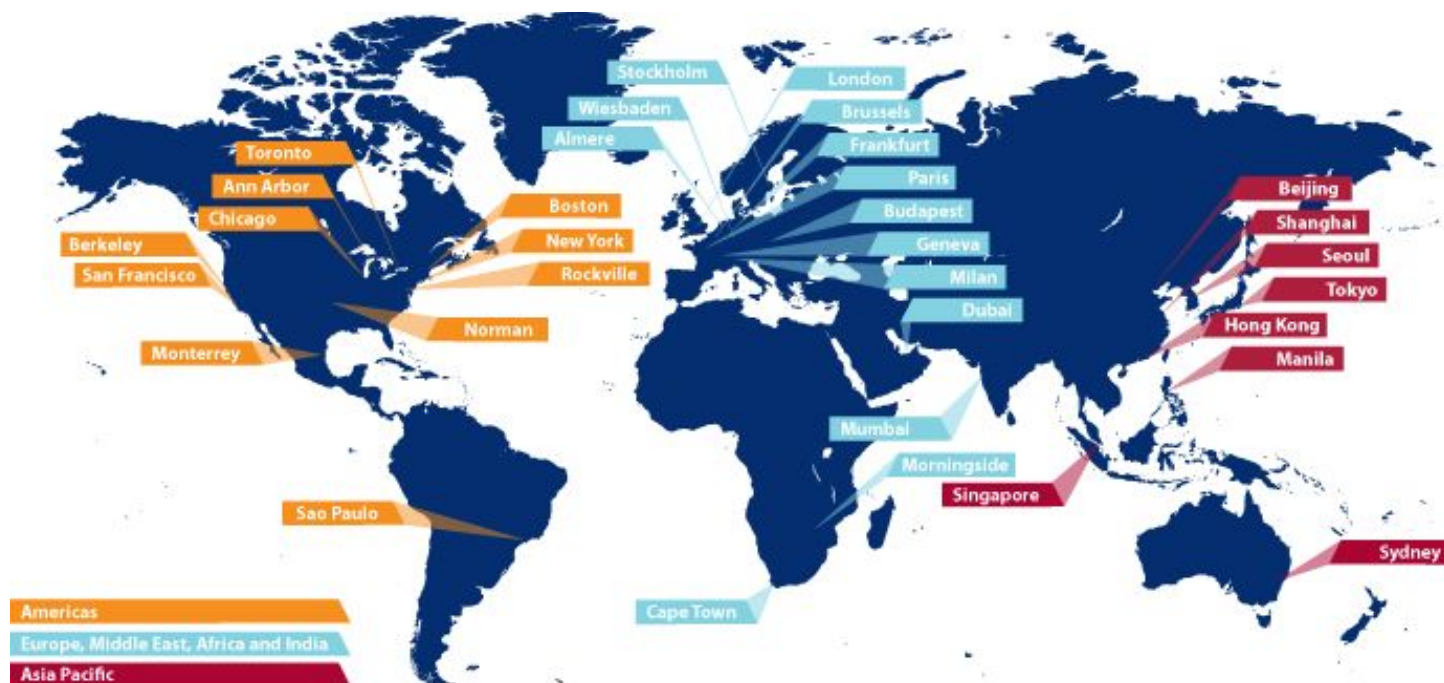 Stockholm
London
Wiesbaden
Brussels
Almere
Frankfurt
Toronto
Paris
Ann Arbor
Beijing
Boston
Budapest
Chicago
Shanghai
Berkeley
New York
Geneva
Seoul
San Francisco
Rockville
Milan
Tokyo
Dubai
Norman
Hong Kong
Monterrey
Manila
Mumbai
Morningside
Singapore
Sao Paulo
Sydney
Cape Town
Americas
Europe, Middle East, Africa and India
Asia Pacific